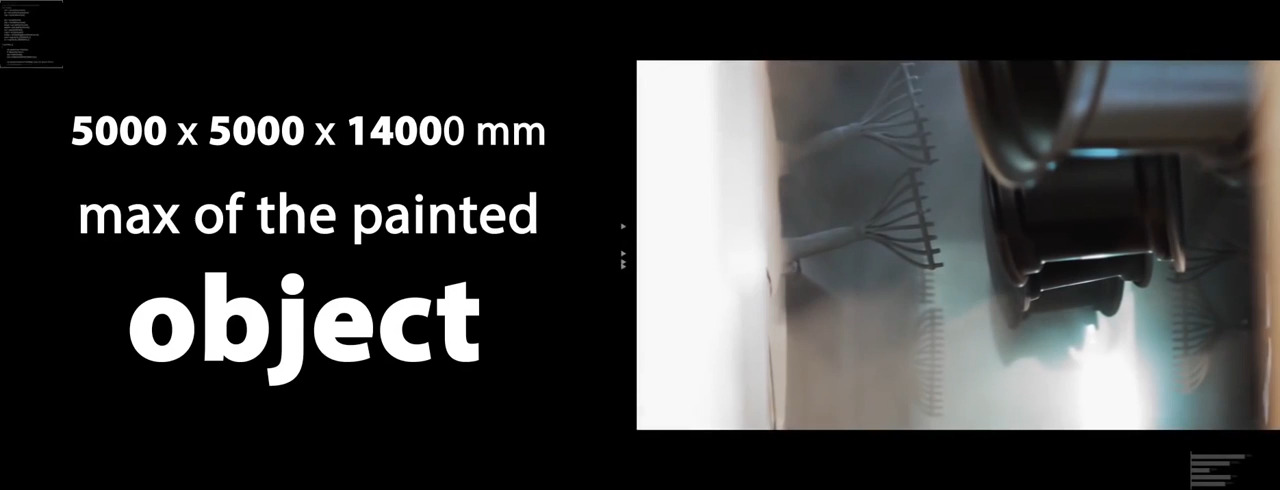 5000 x 5000 x 14000 mm
max of the painted
object